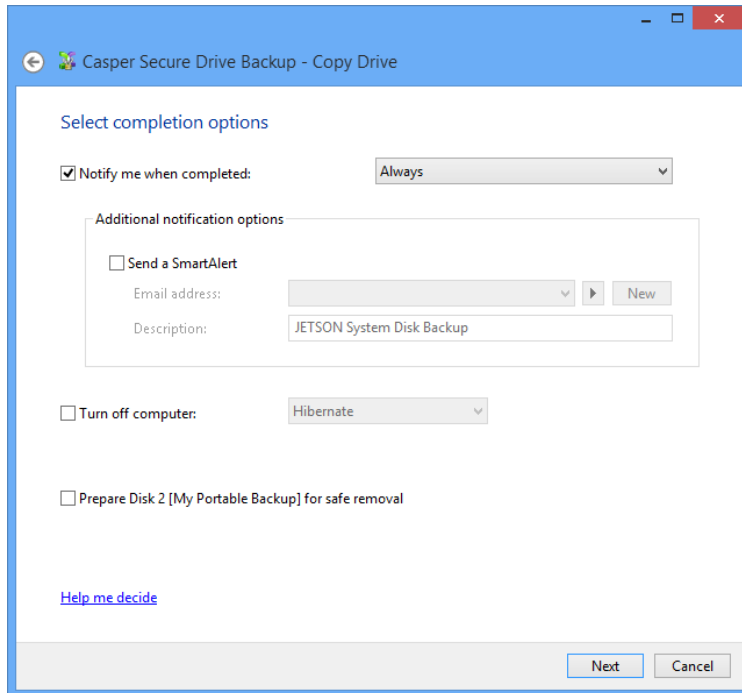 Casper Secure Drive Backup - Copy Drive
Select completion options
Notify me when completed:
Always
Additional notification options
Send a SmartAlert
Email address:
New
Description:
JETSON System Disk Backup
Turn off computer:
Hibernate
Prepare Disk 2 [My Portable Backup] for safe removal
Help me decide
Next
Cancel